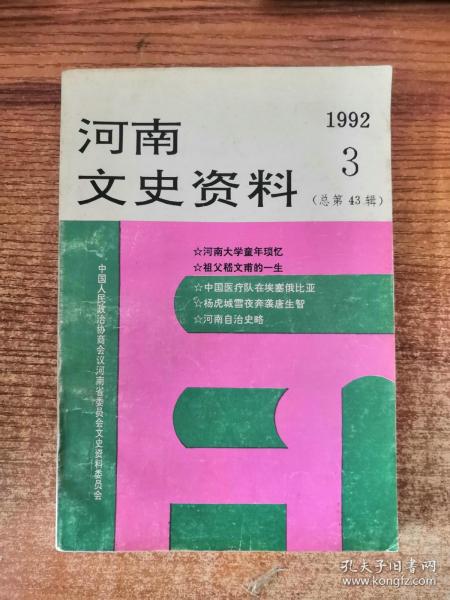 河南
文史资料
1992
3
（总第43辑）
☆河南大学童年琐忆
☆祖父嵇文甫的一生
☆中国医疗队在埃塞俄比亚
☆杨虎城雪夜奔袭唐生智
☆河南自治史略
中国人民政治协商会议河南省委员会文史资料委员会
孔夫子旧书网
www.kongfz.com